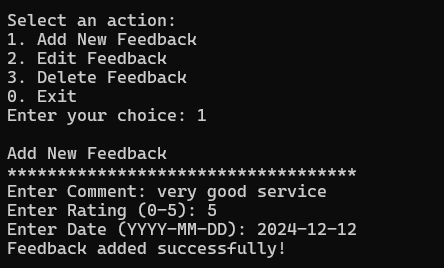 Select an action:
1. Add New Feedback
2. Edit Feedback
3. Delete Feedback
0. Exit
Enter your choice: 1

Add New Feedback
***********************************
Enter Comment: very good service
Enter Rating (0-5): 5
Enter Date (YYYY-MM-DD): 2024-12-12
Feedback added successfully!